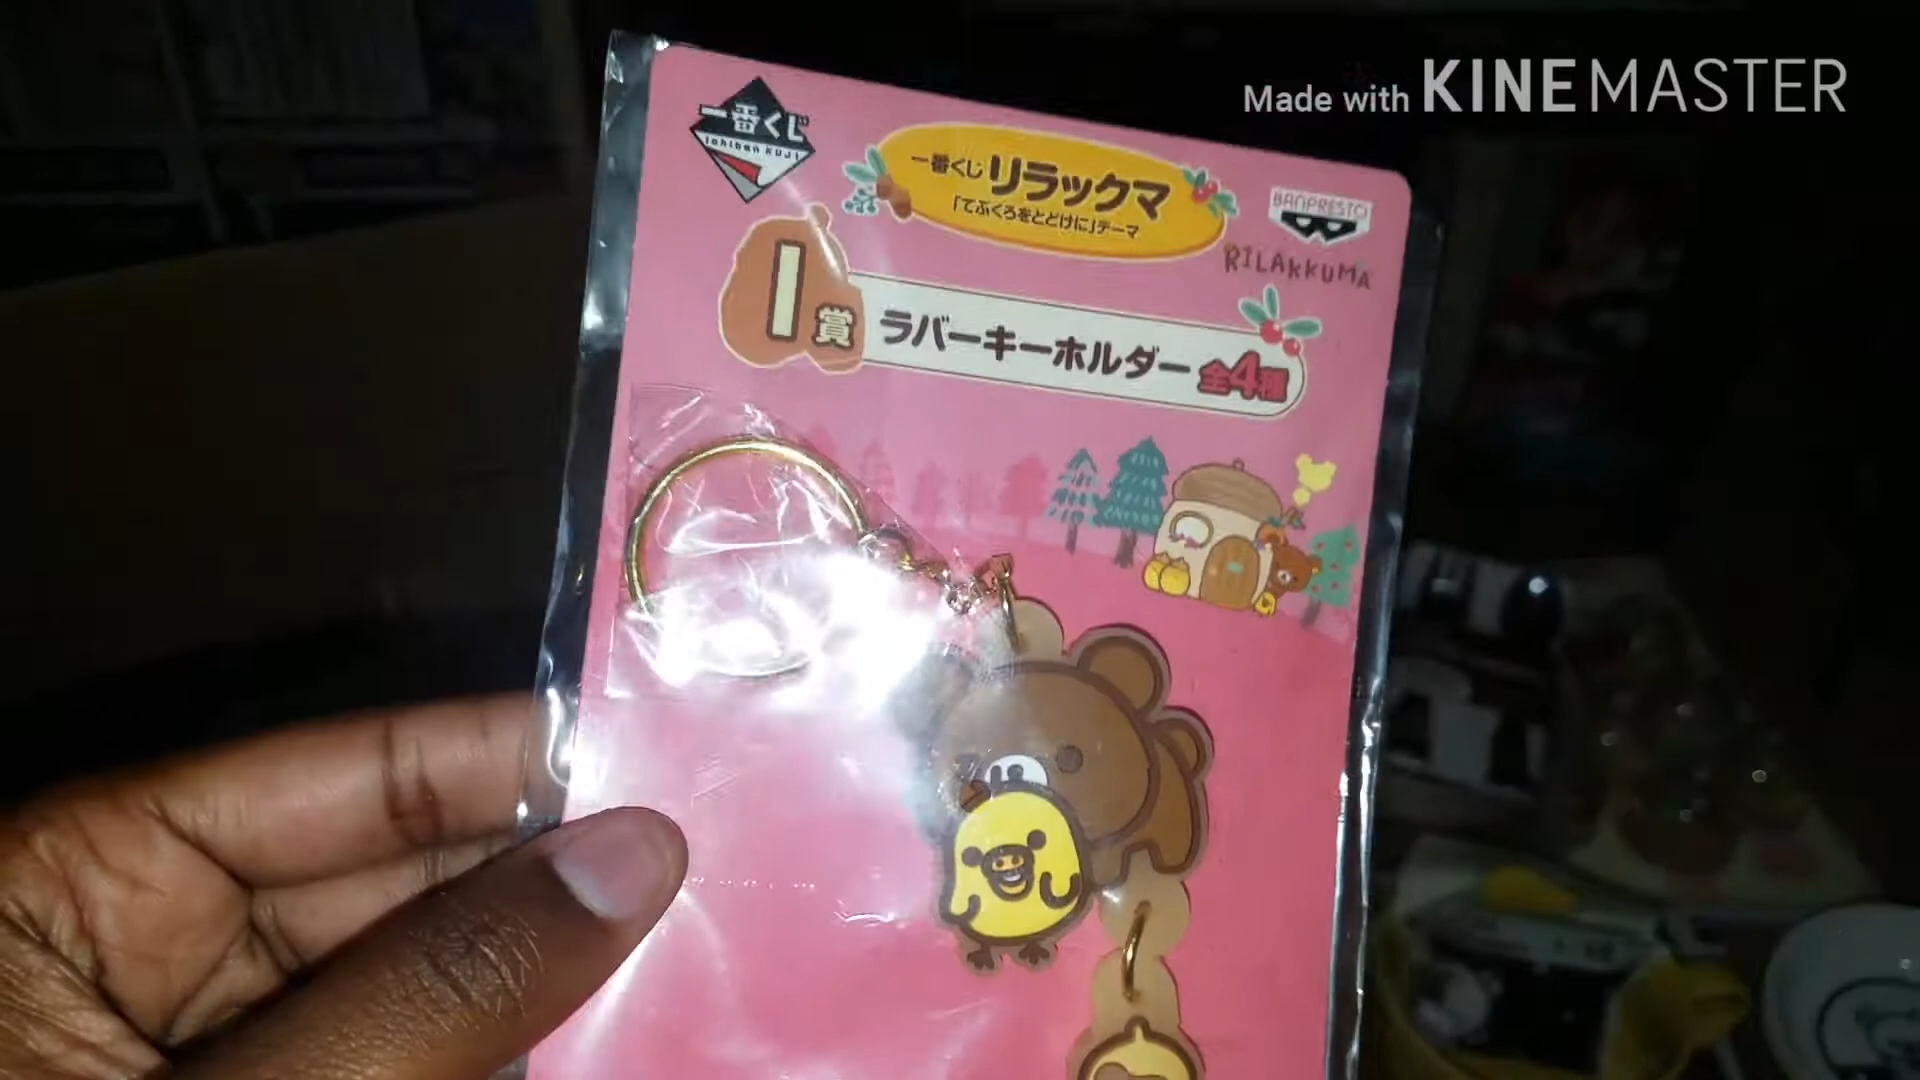 Made with KINEMASTER
一番くじ
Ichiban KUJI
一番くじ リラックマ
「てぶくろをとどけに」テーマ
BANPRESTO
RILAKKUMA
I賞 ラバーキーホルダー 全4種